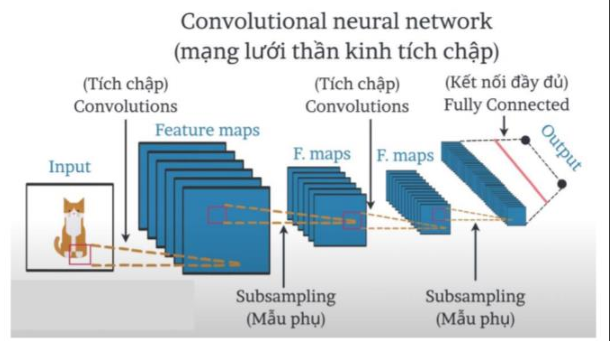 Convolutional neural network
(mạng lưới thần kinh tích chập)
(Tích chập)
Convolutions
(Tích chập)
Convolutions
(Kết nối đầy đủ)
Fully Connected
Input
Feature maps
F. maps
F. maps
Output
Subsampling
(Mẫu phụ)
Subsampling
(Mẫu phụ)